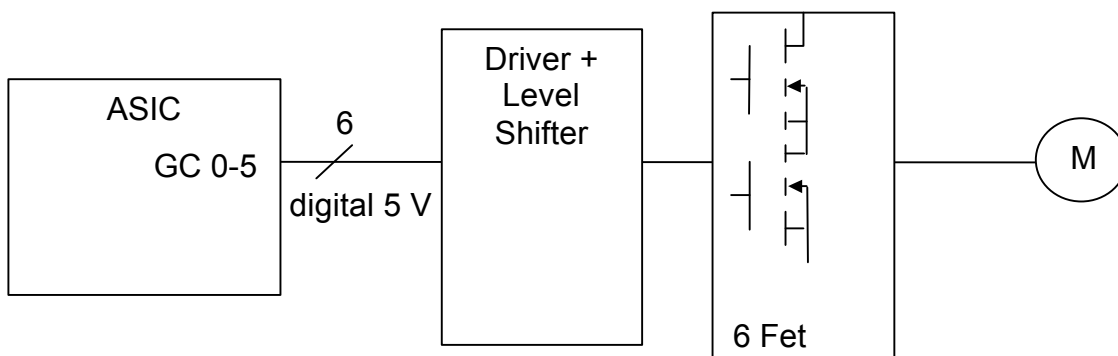 ASIC
GC 0-5
6
digital 5 V
Driver +
Level
Shifter
6 Fet
M